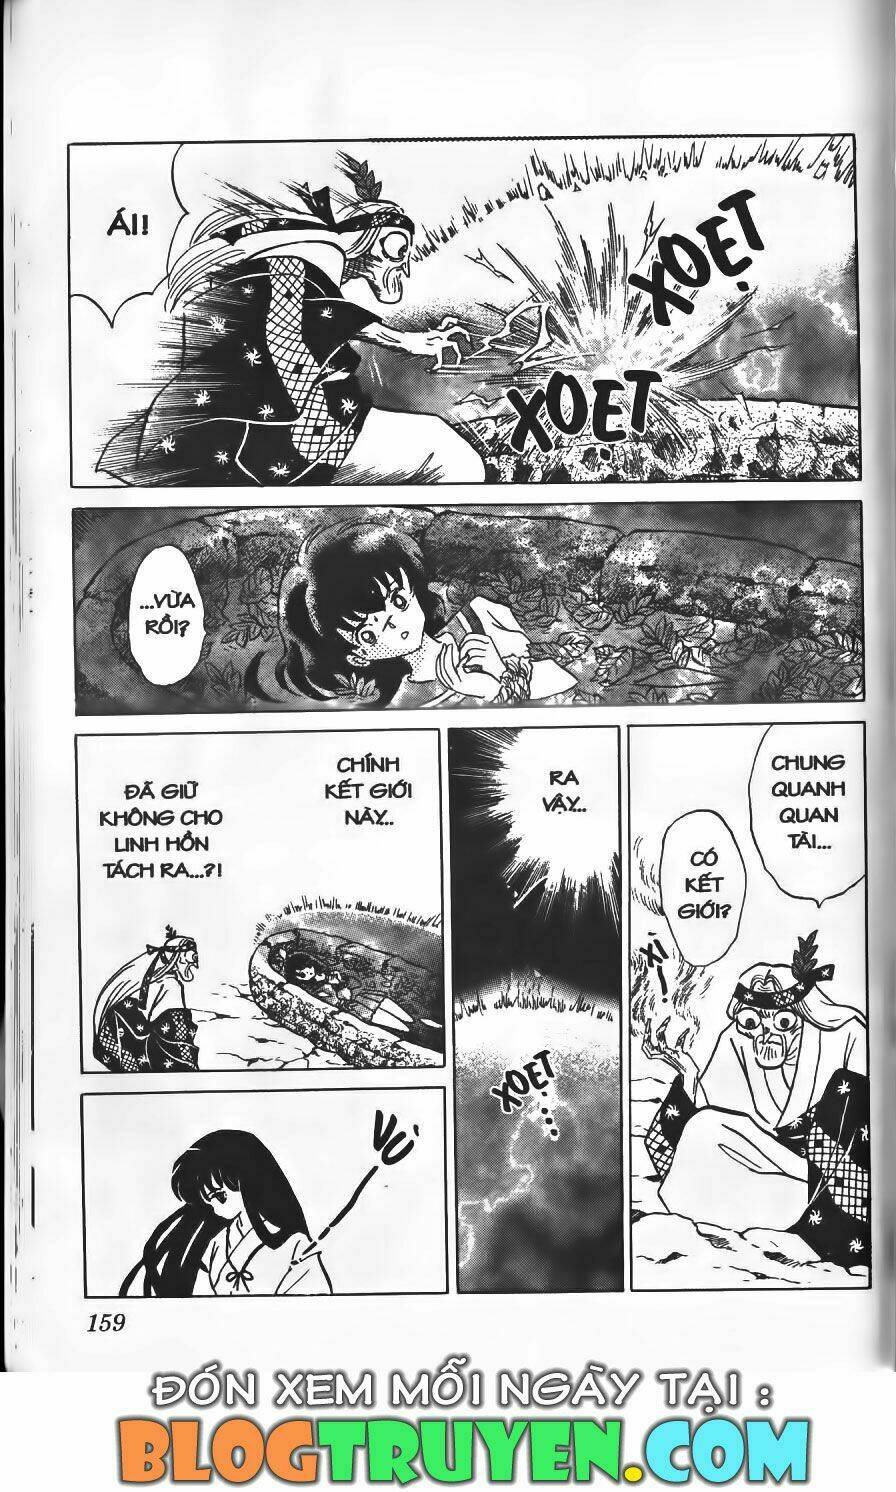 ÁI!
XOẸT
XOẸT
...VỪA
RỒI?
CHUNG
QUANH
QUAN
TÀI...
CÓ
KẾT
GIỚI?
XÌ
RA
VẬY...
XOẸT
CHÍNH
KẾT GIỚI
NÀY...
ĐÃ GIỮ
KHÔNG CHO
LINH HỒN
TÁCH RA...?!
VÙ
159
ĐÓN XEM MỖI NGÀY TẠI :
BLOGTRUYEN.COM